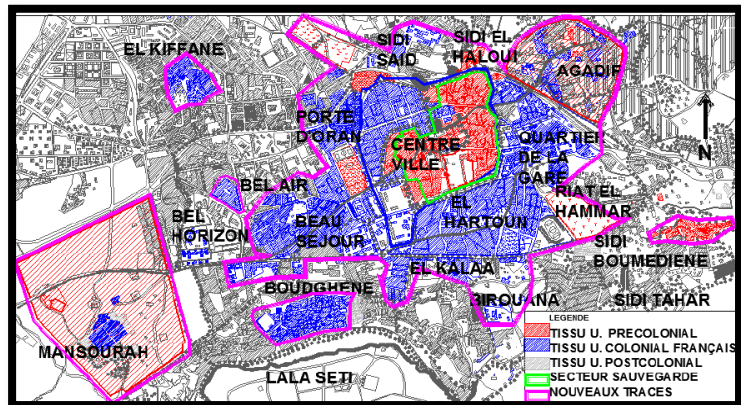 EL KIFFANE
SIDI
SAID
SIDI EL
HALOUI
AGADIR
PORTE
D'ORAN
CENTRE
VILLE
QUARTIER
DE LA
GARE
N
BEL AIR
RIAT EL
HAMMAR
BEL
HORIZON
BEAU
SEJOUR
EL
HARTOUN
SIDI
BOUMEDIENE
EL KALAA
BOUDGHENE
BIROUANA
SIDI TAHAR
MANSOURAH
LALA SETI
LEGENDE
TISSU U. PRECOLONIAL
TISSU U. COLONIAL FRANÇAIS
TISSU U. POSTCOLONIAL
SECTEUR SAUVEGARDE
NOUVEAUX TRACES